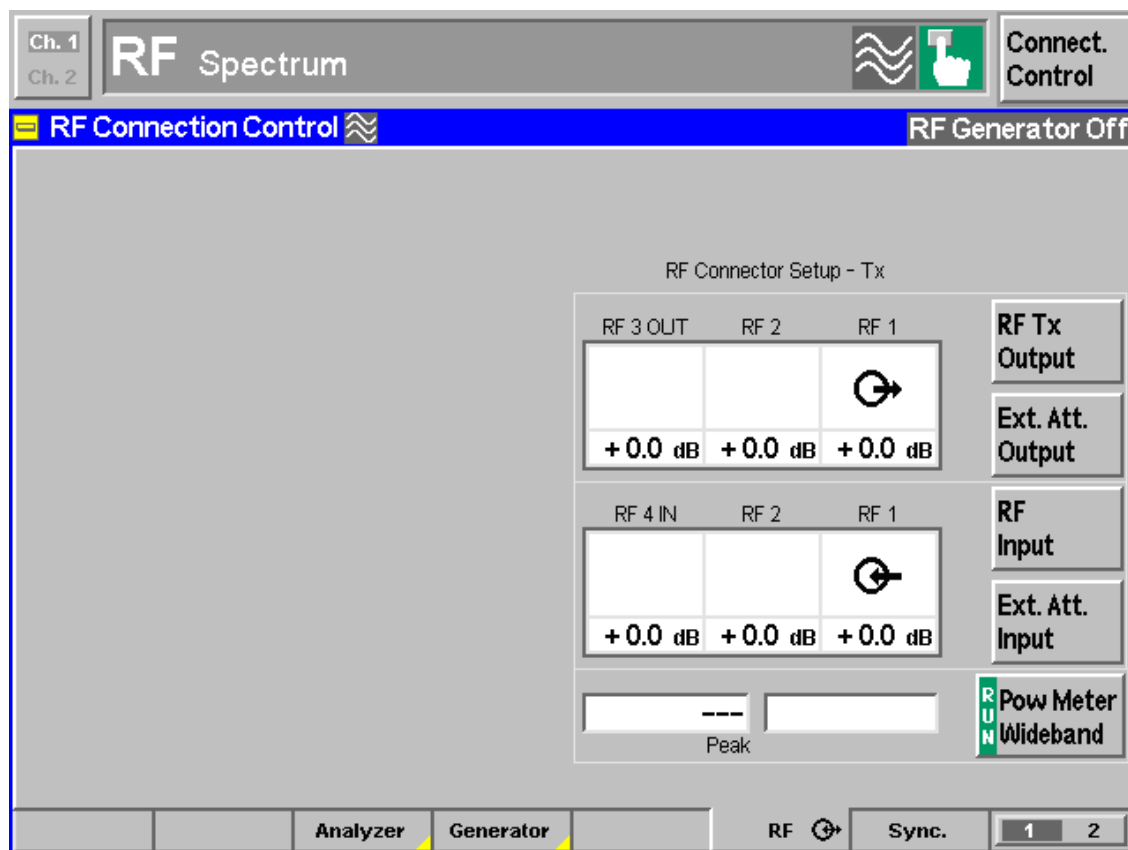 Ch. 1
Ch. 2
RF Spectrum
Connect.
Control
RF Connection Control
RF Generator Off
RF Connector Setup - Tx
RF 3 OUT RF 2 RF 1
+ 0.0 dB + 0.0 dB + 0.0 dB
RF Tx
Output
Ext. Att.
Output
RF 4 IN RF 2 RF 1
+ 0.0 dB + 0.0 dB + 0.0 dB
RF
Input
Ext. Att.
Input
---
Peak
RUN
Pow Meter
Wideband
Analyzer Generator RF Sync. 1 2